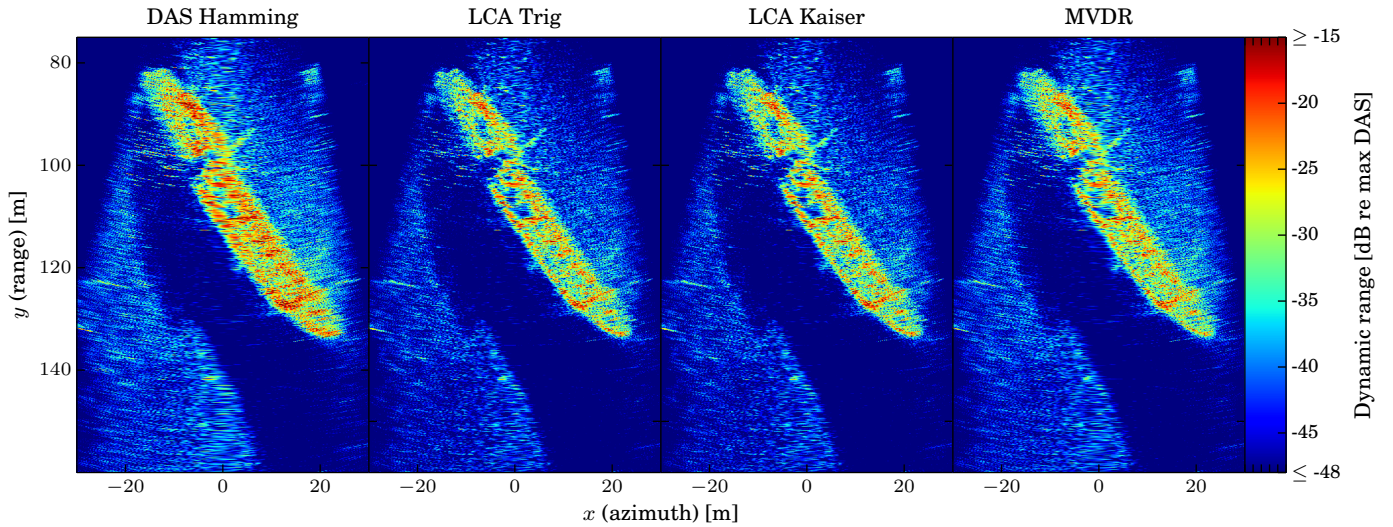 DAS Hamming
LCA Trig
LCA Kaiser
MVDR
80
100
120
140
y (range) [m]
−20 0 20
−20 0 20
−20 0 20
−20 0 20
x (azimuth) [m]
≥ -15
-20
-25
-30
-35
-40
-45
≤ -48
Dynamic range [dB re max DAS]